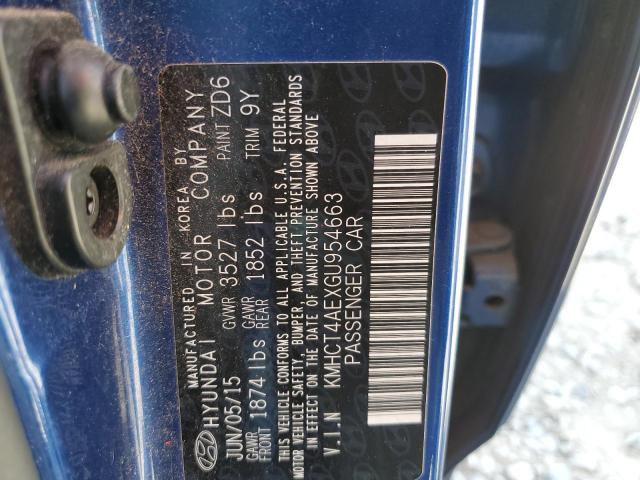 MANUFACTURED IN KOREA BY
HYUNDAI MOTOR COMPANY
JUN/05/15 GVWR 3527 lbs PAINT ZD6
GAWR FRONT 1874 lbs GAWR REAR 1852 lbs TRIM 9Y
THIS VEHICLE CONFORMS TO ALL APPLICABLE U.S.A. FEDERAL
MOTOR VEHICLE SAFETY, BUMPER, AND THEFT PREVENTION STANDARDS
IN EFFECT ON THE DATE OF MANUFACTURE SHOWN ABOVE
V.I.N KMHCT4AEXGU954663
PASSENGER CAR